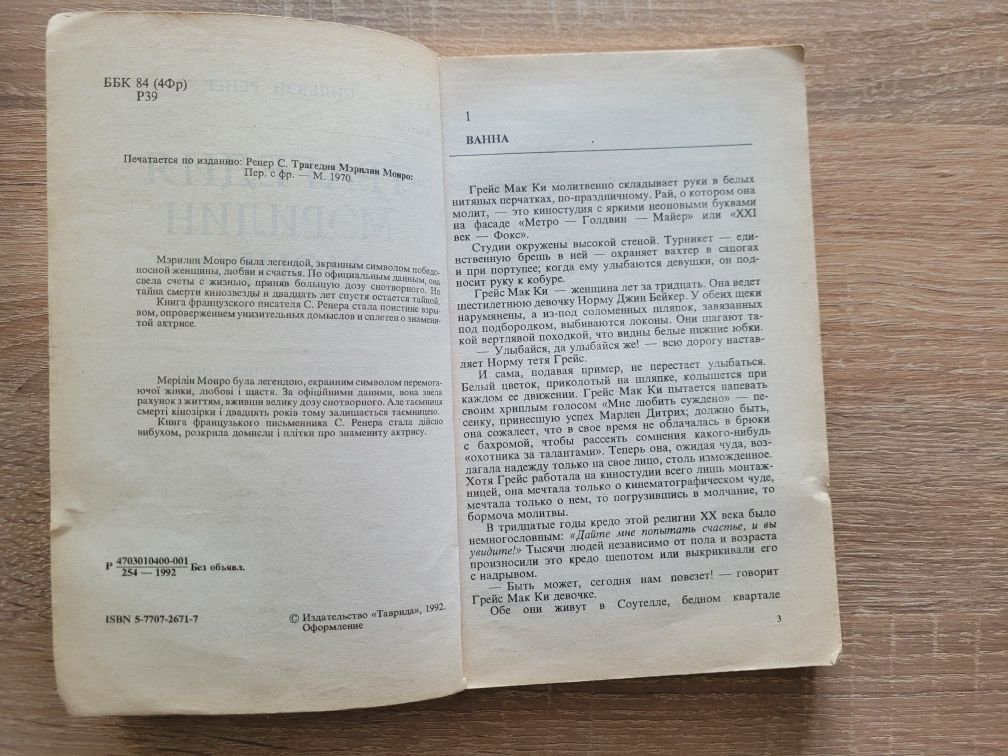 ББК 84 (4Фр)
Р39
Печатается по изданию: Ренер С. Трагедия Мэрилин Монро:
Пер. с фр. — М. 1970.
Мэрилин Монро была легендой, экранным символом победо-
носной женщины, любви и счастья. По официальным данным, она
свела счеты с жизнью, приняв большую дозу снотворного. Но
тайна смерти кинозвезды и двадцать лет спустя остается тайной.
Книга французского писателя С. Ренера стала поистине взры-
вом, опровержением унизительных домыслов и сплетен о знамени-
той актрисе.
Мерілін Монро була легендою, екранним символом перемога-
ючої жінки, любові і щастя. За офіційними даними, вона звела
рахунок з життям, вживши велику дозу снотворного. Але таємниця
смерті кінозірки і двадцять років тому залишається таємницею.
Книга французького письменника С. Ренера стала дійсно
вибухом, розкрила домисли і плітки про знамениту актрису.
Р 4703010400-001
254 — 1992 Без объявл.
ISBN 5-7707-2671-7
© Издательство «Таврида», 1992.
Оформление
1
ВАННА
Грейс Мак Ки молитвенно складывает руки в белых
нитяных перчатках, по-праздничному. Рай, о котором она
молит, — это киностудия с яркими неоновыми буквами
на фасаде «Метро — Голдвин — Майер» или «XXI
век — Фокс».
Студии окружены высокой стеной. Турникет — еди-
нственную брешь в ней — охраняет вахтер в сапогах
и при портупее; когда ему улыбаются девушки, он под-
носит руку к кобуре.
Грейс Мак Ки — женщина лет за тридцать. Она ведет
шестилетнюю девочку Норму Джин Бейкер. У обеих щеки
нарумянены, а из-под соломенных шляпок, завязанных
под подбородком, выбиваются локоны. Они шагают та-
кой вертлявой походкой, что видны белые нижние юбки.
— Улыбайся, да улыбайся же! — всю дорогу настав-
ляет Норму тетя Грейс.
И сама, подавая пример, не перестает улыбаться.
Белый цветок, приколотый на шляпке, колышется при
каждом ее движении. Грейс Мак Ки пытается напевать
своим хриплым голосом «Мне любить суждено» — пе-
сенку, принесшую успех Марлен Дитрих; должно быть,
она сожалеет, что в свое время не облачалась в брюки
с бахромой, чтобы рассеять сомнения какого-нибудь
«охотника за талантами». Теперь она, ожидая чуда, воз-
лагала надежду только на свое лицо, столь изможденное.
Хотя Грейс работала на киностудии всего лишь монтаж-
ницей, она мечтала только о кинематографическом чуде,
мечтала только о нем, то погрузившись в молчание, то
бормоча молитвы.
В тридцатые годы кредо этой религии XX века было
немногословным: «Дайте мне попытать счастье, и вы
увидите!» Тысячи людей независимо от пола и возраста
произносили это кредо шепотом или выкрикивали его
с надрывом.
— Быть может, сегодня нам повезет! — говорит
Грейс Мак Ки девочке.
Обе они живут в Соутелле, бедном квартале
3